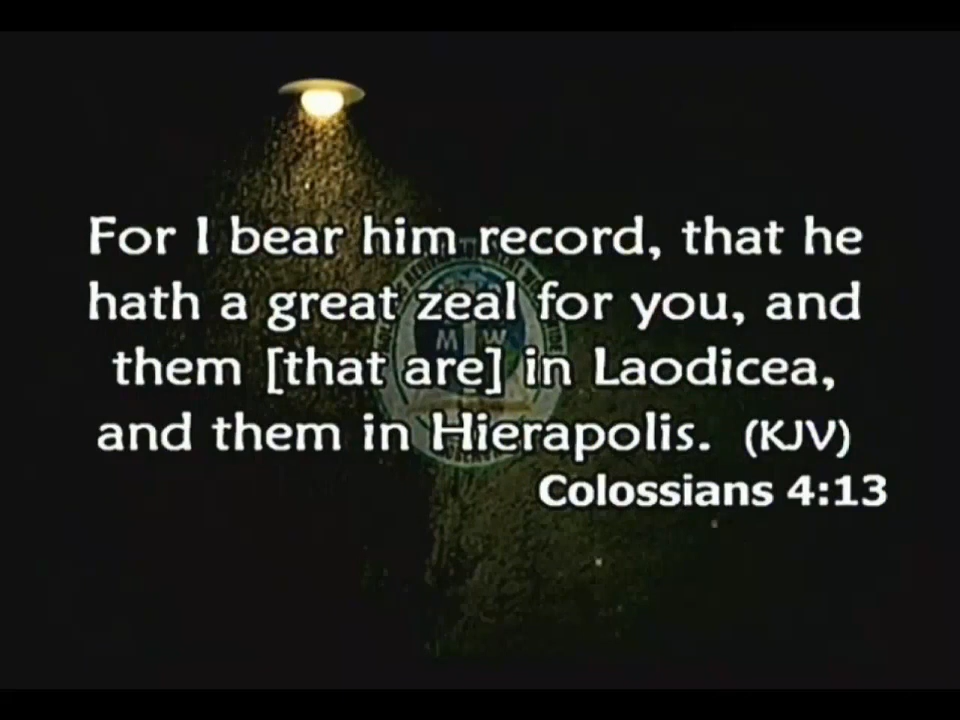 For I bear him record, that he
hath a great zeal for you, and
them [that are] in Laodicea,
and them in Hierapolis. (KJV)
Colossians 4:13
M I W